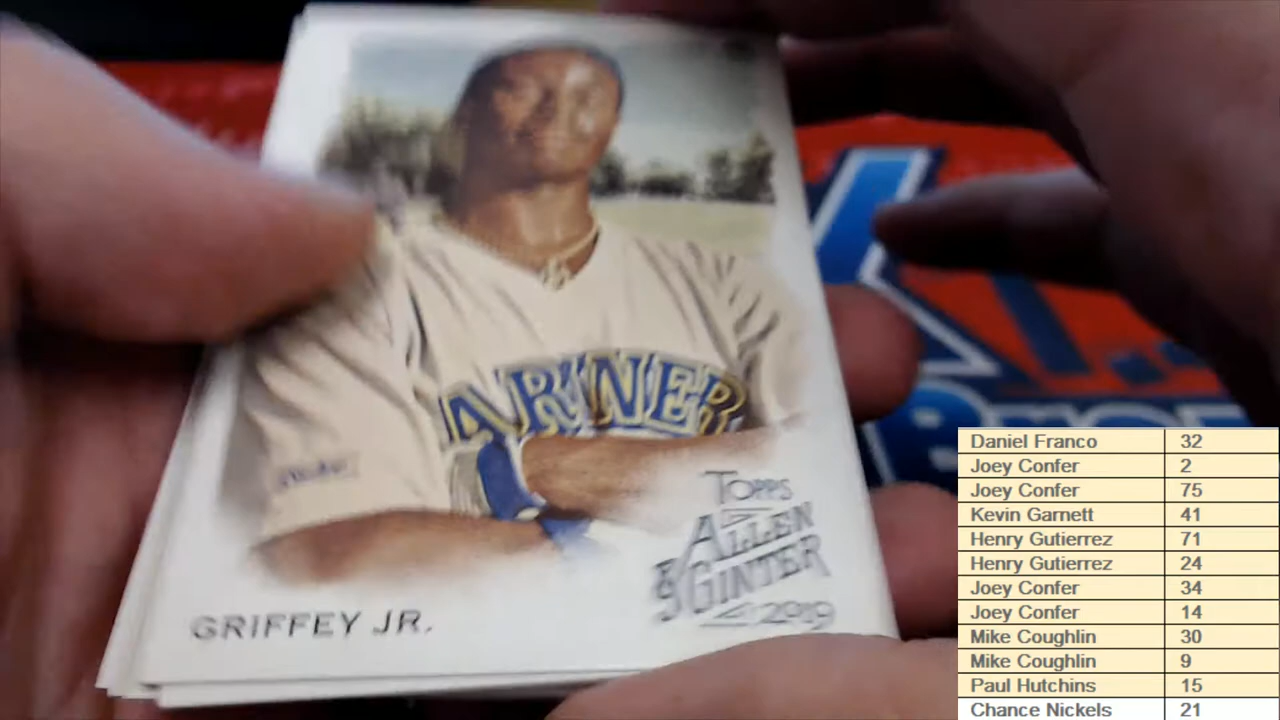 ARINER
TOPPS
ALLEN
& GINTER
2019
GRIFFEY JR.
Daniel Franco 32
Joey Confer 2
Joey Confer 75
Kevin Garnett 41
Henry Gutierrez 71
Henry Gutierrez 24
Joey Confer 34
Joey Confer 14
Mike Coughlin 30
Mike Coughlin 9
Paul Hutchins 15
Chance Nickels 21